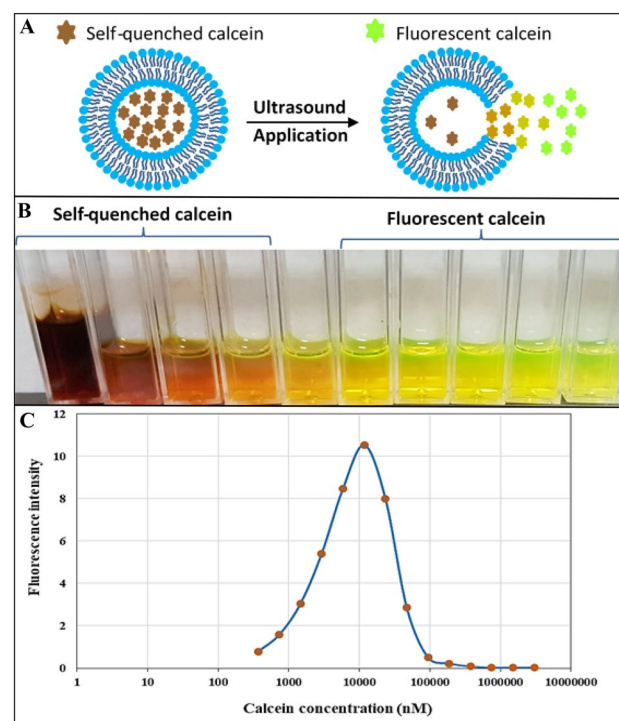 A
Self-quenched calcein
Fluorescent calcein
Ultrasound
Application
B
Self-quenched calcein
Fluorescent calcein
C
12
10
8
6
4
2
0
Fluorescence intensity
1
10
100
1000
10000
100000
1000000
10000000
Calcein concentration (nM)